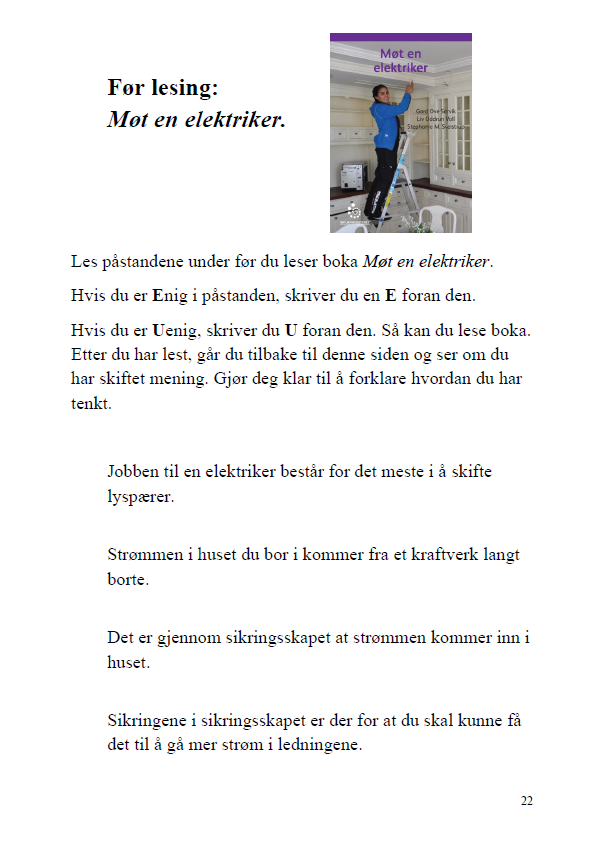 Før lesing:
Møt en elektriker.
Møt en
elektriker
Liv Oddrun Voll
Les påstandene under før du leser boka Møt en elektriker.
Hvis du er Enig i påstanden, skriver du en E foran den.
Hvis du er Uenig, skriver du U foran den. Så kan du lese boka.
Etter du har lest, går du tilbake til denne siden og ser om du
har skiftet mening. Gjør deg klar til å forklare hvordan du har
tenkt.
Jobben til en elektriker består for det meste i å skifte
lyspærer.
Strømmen i huset du bor i kommer fra et kraftverk langt
borte.
Det er gjennom sikringsskapet at strømmen kommer inn i
huset.
Sikringene i sikringsskapet er der for at du skal kunne få
det til å gå mer strøm i ledningene.
22